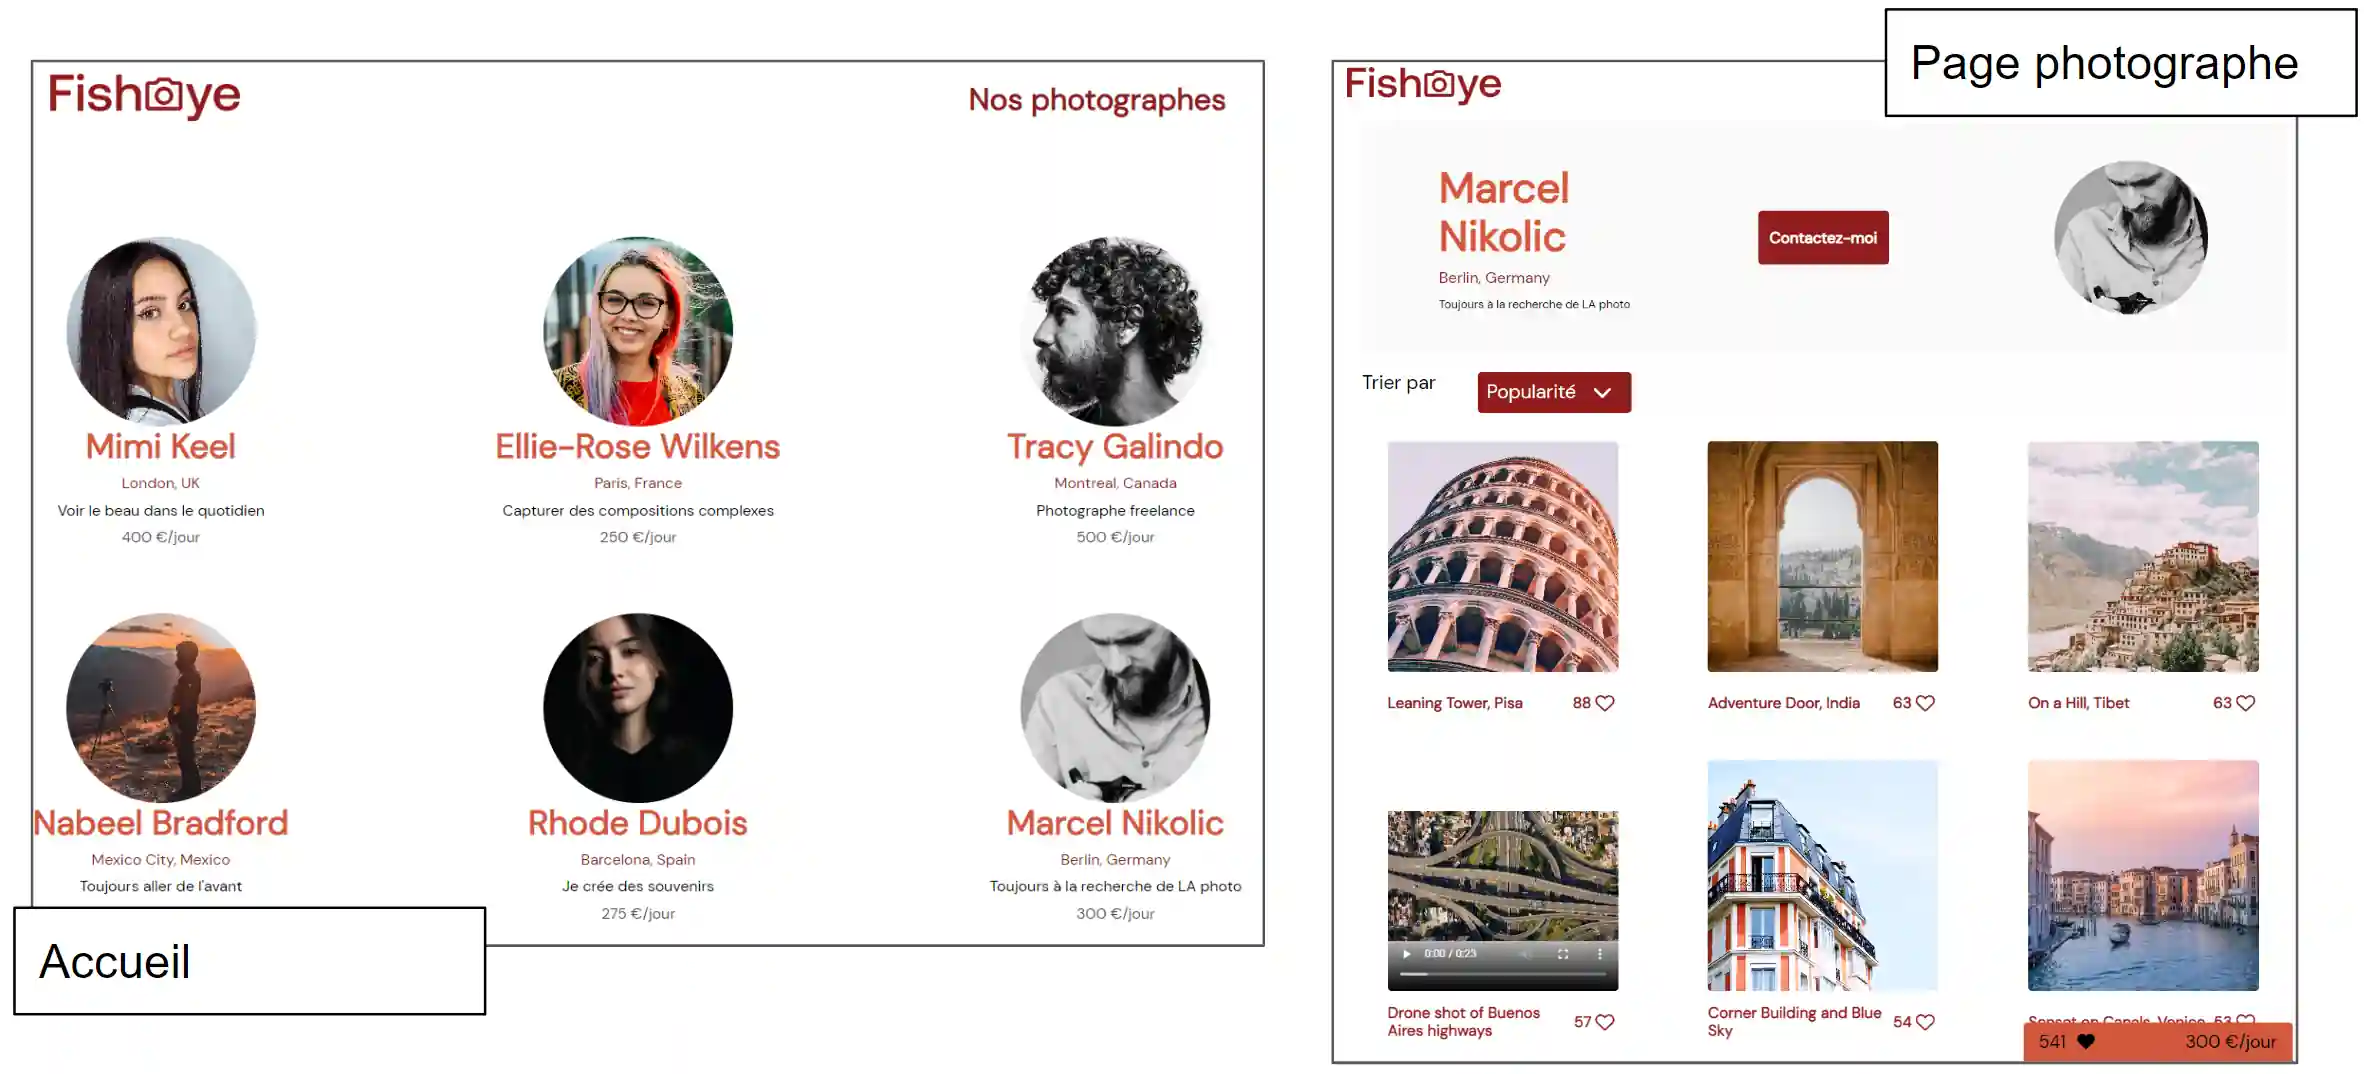 Fisheye
Nos photographes
Mimi Keel
London, UK
Voir le beau dans le quotidien
400 €/jour
Ellie-Rose Wilkens
Paris, France
Capturer des compositions complexes
250 €/jour
Tracy Galindo
Montreal, Canada
Photographe freelance
500 €/jour
Nabeel Bradford
Mexico City, Mexico
Toujours aller de l'avant
Rhode Dubois
Barcelona, Spain
Je crée des souvenirs
275 €/jour
Marcel Nikolic
Berlin, Germany
Toujours à la recherche de LA photo
300 €/jour
Accueil
Page photographe
Fisheye
Marcel
Nikolic
Berlin, Germany
Toujours à la recherche de LA photo
Contactez-moi
Trier par
Popularité
Leaning Tower, Pisa 88
Adventure Door, India 63
On a Hill, Tibet 63
0:00 / 0:23
Drone shot of Buenos
Aires highways
57
Corner Building and Blue
Sky
54
Sunset on Canals, Venice 53
541
300 €/jour